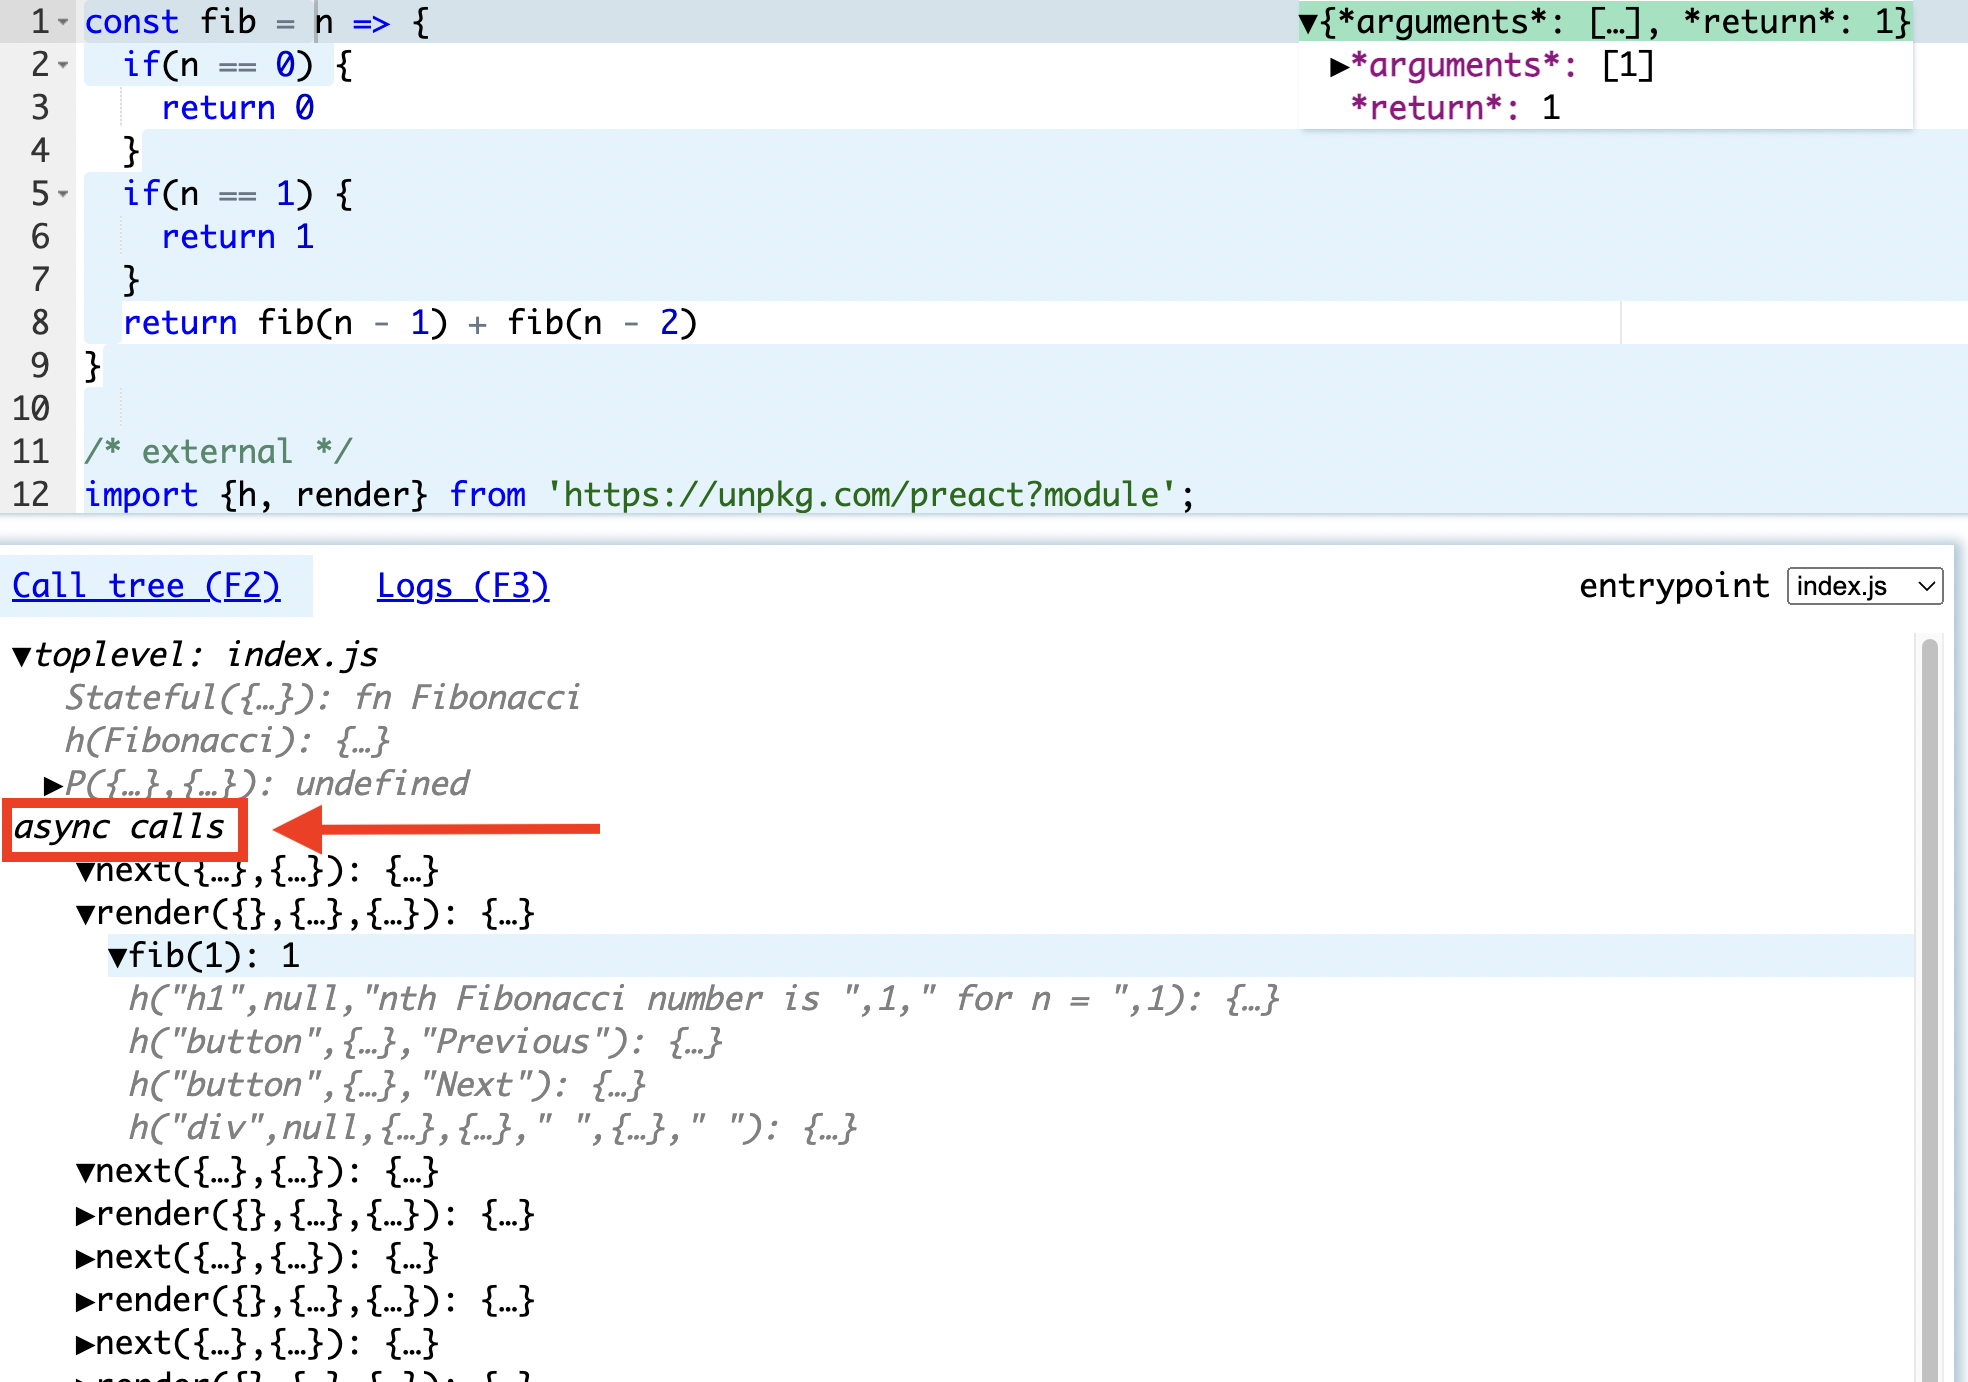 1 const fib = n => {
2 if(n == 0) {
3 return 0
4 }
5 if(n == 1) {
6 return 1
7 }
8 return fib(n - 1) + fib(n - 2)
9 }
10
11 /* external */
12 import {h, render} from 'https://unpkg.com/preact?module';
▼{*arguments*: […], *return*: 1}
▶*arguments*: [1]
*return*: 1
Call tree (F2) Logs (F3) entrypoint index.js
▼toplevel: index.js
Stateful({…}): fn Fibonacci
h(Fibonacci): {…}
▶P({…},{…}): undefined
async calls
▼next({…},{…}): {…}
▼render({},{…},{…}): {…}
▼fib(1): 1
h("h1",null,"nth Fibonacci number is ",1," for n = ",1): {…}
h("button",{…},"Previous"): {…}
h("button",{…},"Next"): {…}
h("div",null,{…},{…}," ",{…}," "): {…}
▼next({…},{…}): {…}
▶render({},{…},{…}): {…}
▶next({…},{…}): {…}
▶render({},{…},{…}): {…}
▶next({…},{…}): {…}
▶render({},{…},{…}): {…}